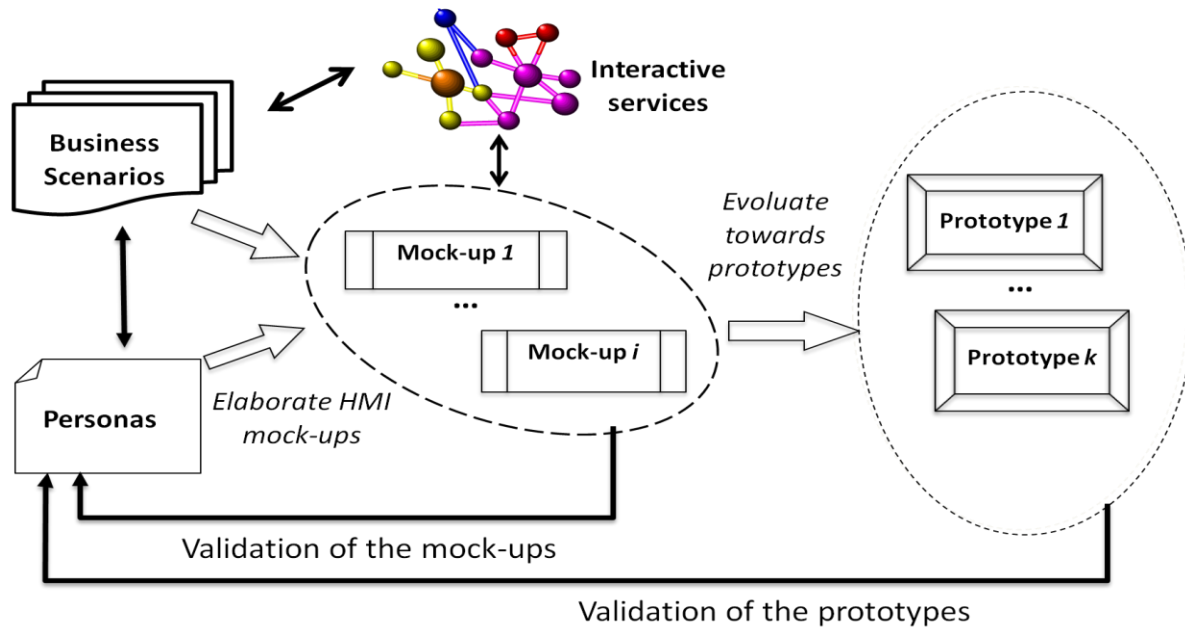 Interactive
services
Business
Scenarios
Mock-up 1
...
Mock-up i
Evoluate
towards
prototypes
Prototype 1
...
Prototype k
Personas
Elaborate HMI
mock-ups
Validation of the mock-ups
Validation of the prototypes